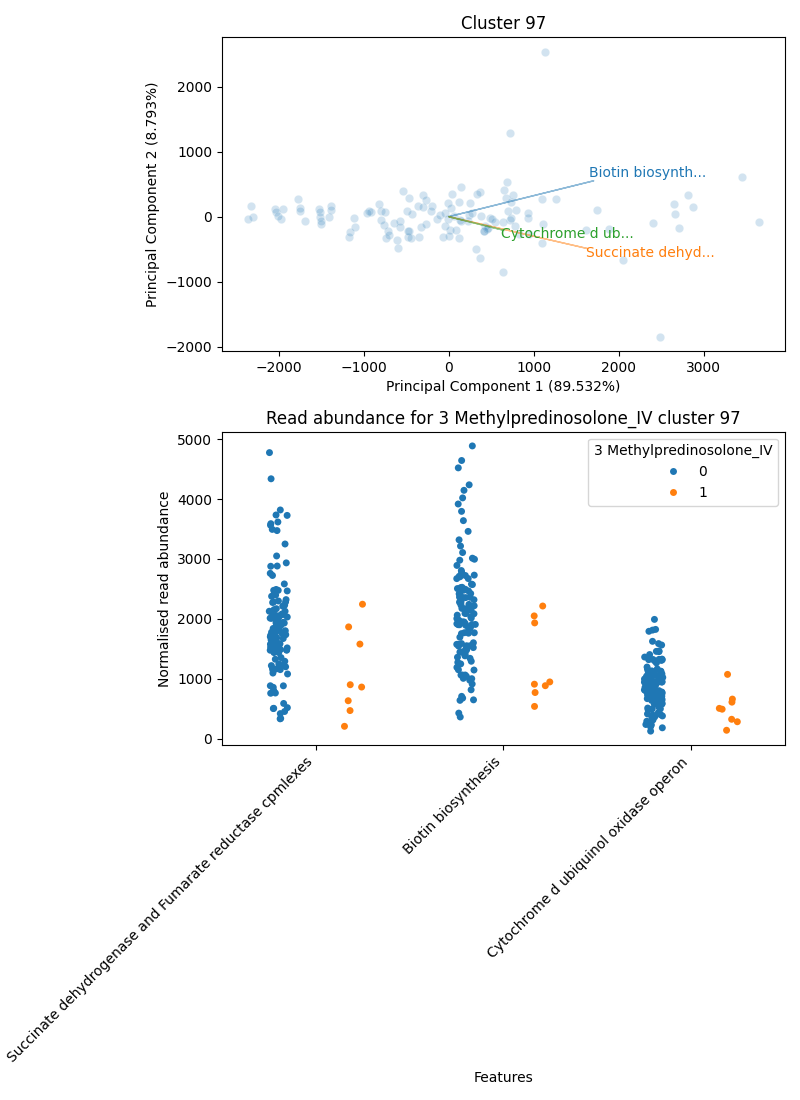 Cluster 97
Principal Component 2 (8.793%)
2000
1000
0
−1000
−2000
Biotin biosynth...
Cytochrome d ub...
Succinate dehyd...
−2000
−1000
0
1000
2000
3000
Principal Component 1 (89.532%)
Read abundance for 3 Methylpredinosolone_IV cluster 97
Normalised read abundance
5000
4000
3000
2000
1000
0
3 Methylpredinosolone_IV
0
1
Succinate dehydrogenase and Fumarate reductase cpmlexes
Biotin biosynthesis
Cytochrome d ubiquinol oxidase operon
Features